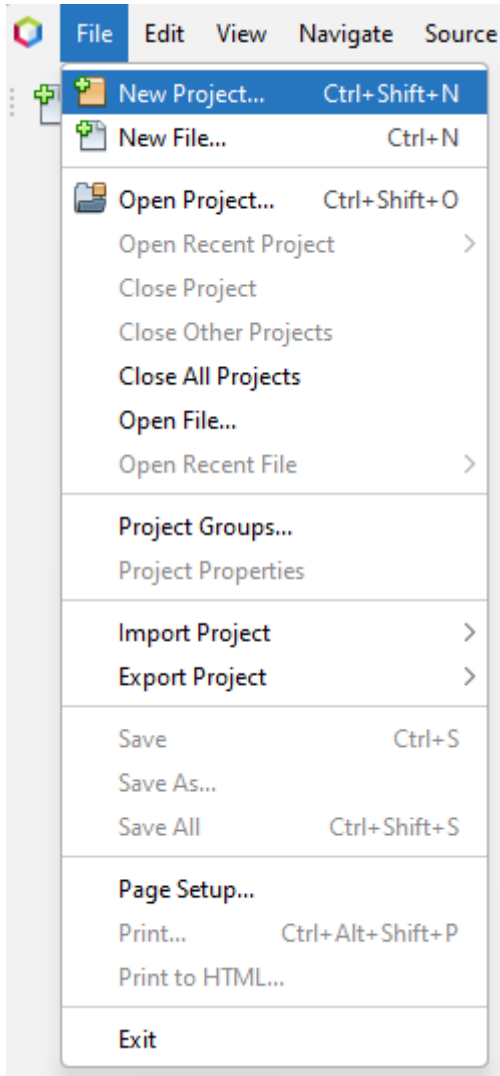 File Edit View Navigate Source
New Project... Ctrl+Shift+N
New File... Ctrl+N
Open Project... Ctrl+Shift+O
Open Recent Project
Close Project
Close Other Projects
Close All Projects
Open File...
Open Recent File
Project Groups...
Project Properties
Import Project
Export Project
Save Ctrl+S
Save As...
Save All Ctrl+Shift+S
Page Setup...
Print... Ctrl+Alt+Shift+P
Print to HTML...
Exit